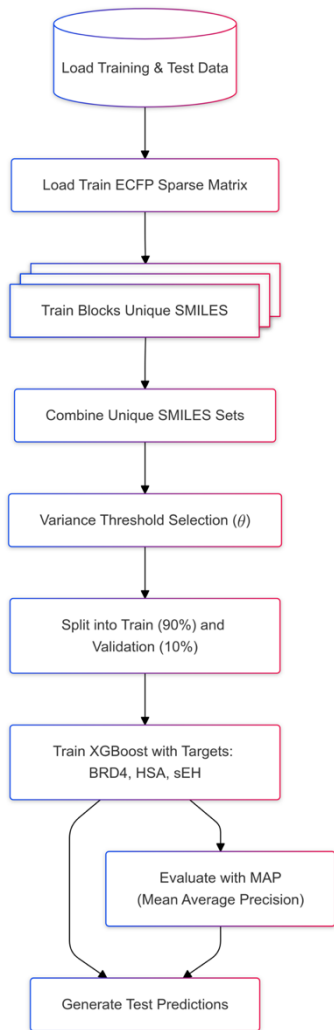 Load Training & Test Data
Load Train ECFP Sparse Matrix
Train Blocks Unique SMILES
Combine Unique SMILES Sets
Variance Threshold Selection (θ)
Split into Train (90%) and
Validation (10%)
Train XGBoost with Targets:
BRD4, HSA, sEH
Evaluate with MAP
(Mean Average Precision)
Generate Test Predictions